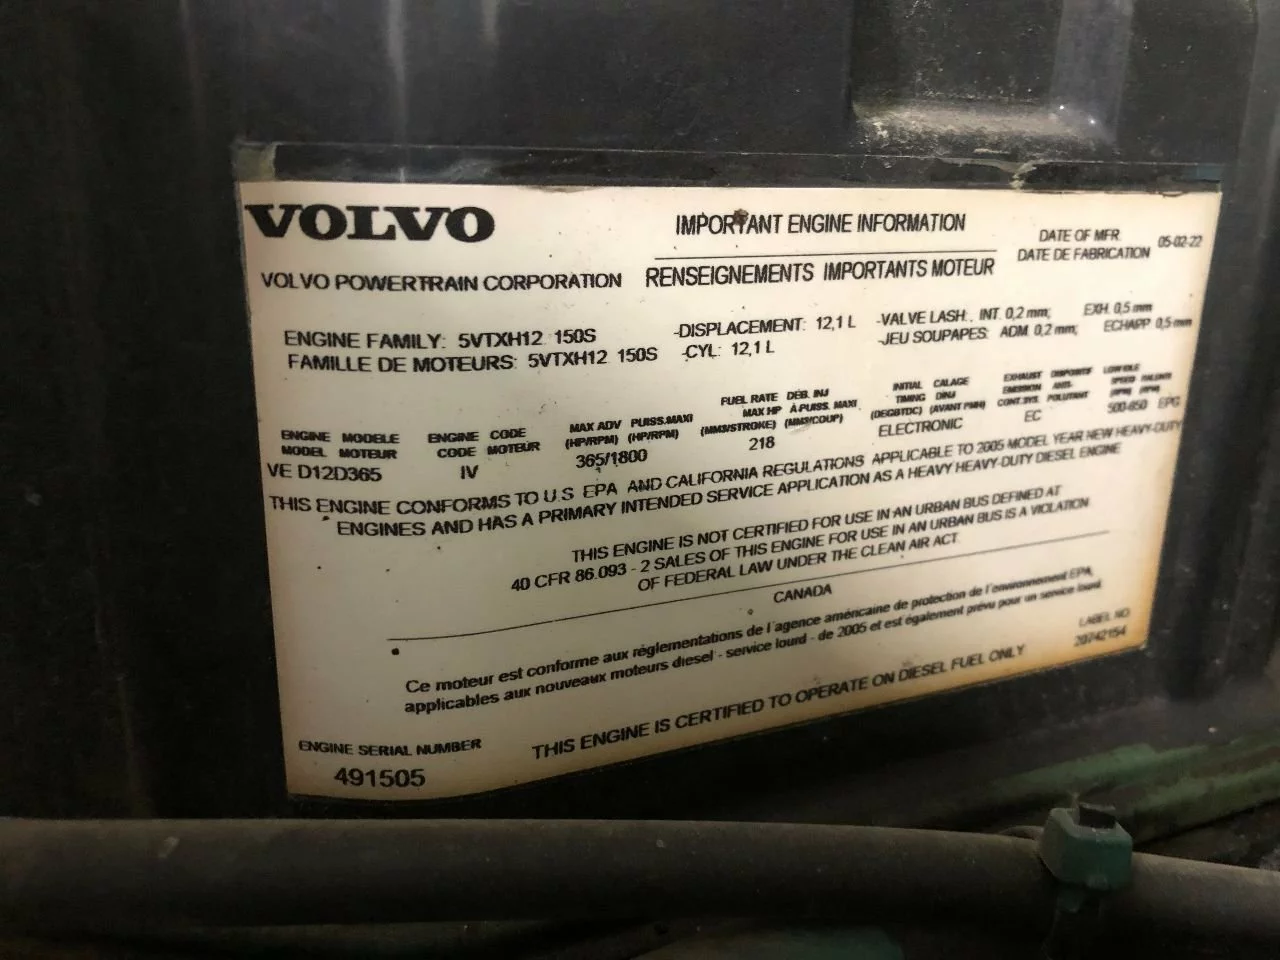 VOLVO
IMPORTANT ENGINE INFORMATION
RENSEIGNEMENTS IMPORTANTS MOTEUR
DATE OF MFR.
DATE DE FABRICATION
05-02-22
VOLVO POWERTRAIN CORPORATION
ENGINE FAMILY: 5VTXH12 150S
FAMILLE DE MOTEURS: 5VTXH12 150S
-DISPLACEMENT: 12,1 L
-CYL: 12,1 L
-VALVE LASH:, INT. 0,2 mm; EXH. 0,5 mm
-JEU SOUPAPES: ADM. 0,2 mm; ECHAPP. 0,5 mm
ENGINE MODELE
MODEL MOTEUR
VE D12D365
ENGINE CODE
CODE MOTEUR
IV
MAX ADV PUISS.MAXI
(HP/RPM) (HP/RPM)
365/1800
FUEL RATE DEB. INJ
MAX HP À PUISS. MAXI
(MM3/STROKE) (MM3/COUP)
218
INITIAL CALAGE
TIMING D'INJ
(DEGBTDC) (AVANT PMH)
ELECTRONIC
EXHAUST DISPOSITIF
EMISSION ANTI-
CONT.SYS. POLLUTANT
EC
LOW IDLE
SPEED RALENTI
(RPM) (RPM)
500-650 EPG
THIS ENGINE CONFORMS TO U.S EPA AND CALIFORNIA REGULATIONS APPLICABLE TO 2005 MODEL YEAR NEW HEAVY-DUTY
ENGINES AND HAS A PRIMARY INTENDED SERVICE APPLICATION AS A HEAVY HEAVY-DUTY DIESEL ENGINE
THIS ENGINE IS NOT CERTIFIED FOR USE IN AN URBAN BUS DEFINED AT
40 CFR 86.093 - 2 SALES OF THIS ENGINE FOR USE IN AN URBAN BUS IS A VIOLATION
OF FEDERAL LAW UNDER THE CLEAN AIR ACT
CANADA
Ce moteur est conforme aux réglementations de l'agence américaine de protection de l'environnement EPA,
applicables aux nouveaux moteurs diesel - service lourd - de 2005 et est également prévu pour un service lourd
LABEL NO.
20742154
ENGINE SERIAL NUMBER
491505
THIS ENGINE IS CERTIFIED TO OPERATE ON DIESEL FUEL ONLY